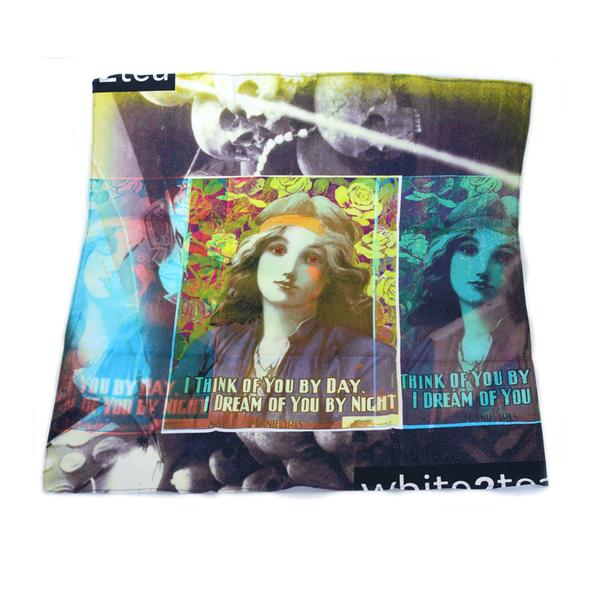 2tea
YOU BY DAY,
OF YOU BY NIGHT
I THINK OF YOU BY DAY,
I DREAM OF YOU BY NIGHT
I THINK OF YOU BY
I DREAM OF YOU
white2tea